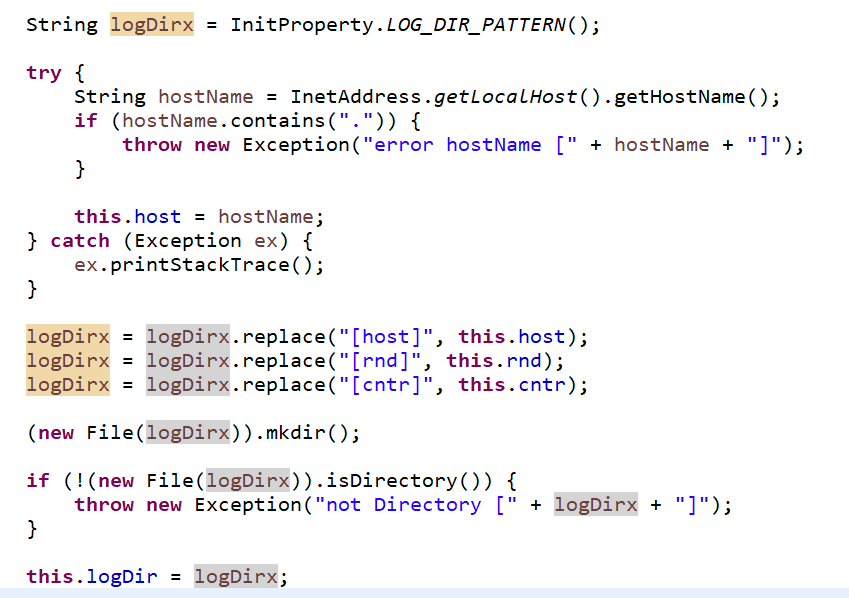 String logDirx = InitProperty.LOG_DIR_PATTERN();
try {
String hostName = InetAddress.getLocalHost().getHostName();
if (hostName.contains(".")) {
throw new Exception("error hostName [" + hostName + "]");
}
this.host = hostName;
} catch (Exception ex) {
ex.printStackTrace();
}
logDirx = logDirx.replace("[host]", this.host);
logDirx = logDirx.replace("[rnd]", this.rnd);
logDirx = logDirx.replace("[cntr]", this.cntr);
(new File(logDirx)).mkdir();
if (!(new File(logDirx)).isDirectory()) {
throw new Exception("not Directory [" + logDirx + "]");
}
this.logDir = logDirx;